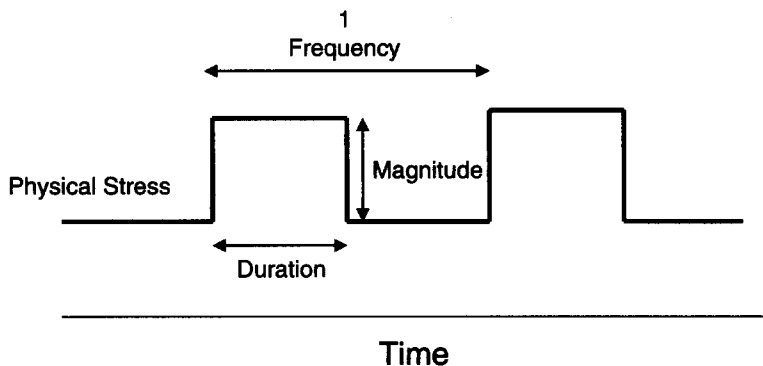 1
Frequency
Magnitude
Physical Stress
Duration
Time